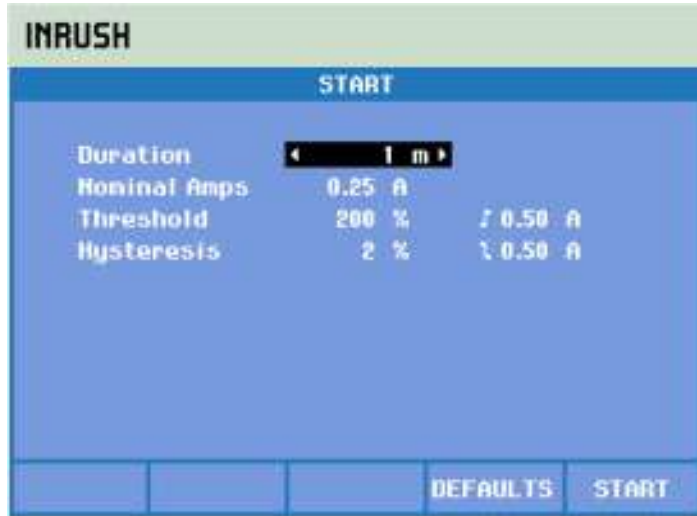 INRUSH
START
Duration 1 m
Nominal Amps 0.25 A
Threshold 200 % 0.50 A
Hysteresis 2 % 0.50 A
DEFAULTS START